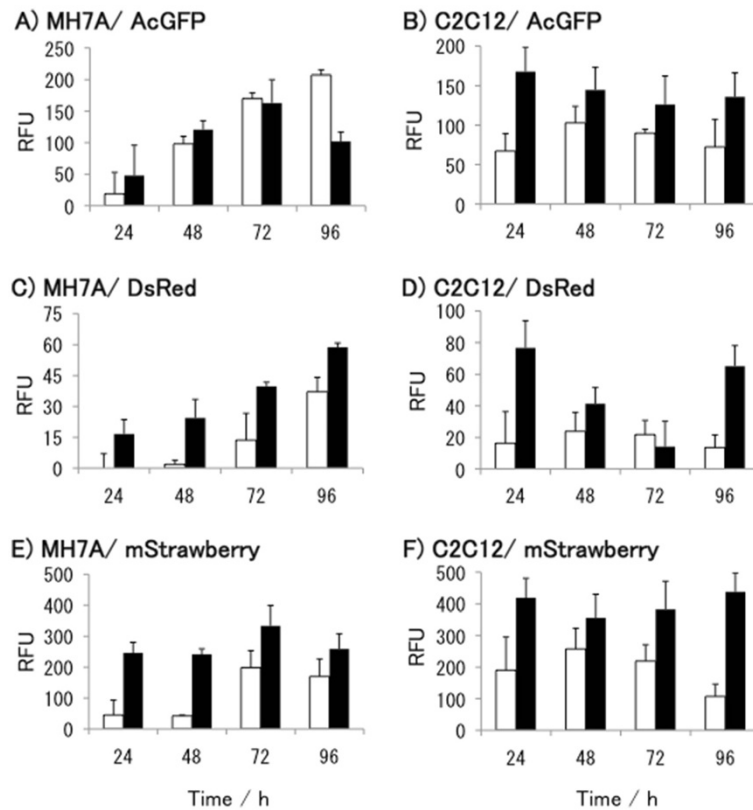 A) MH7A/ AcGFP
250
200
150
100
50
0
RFU
24 48 72 96
B) C2C12/ AcGFP
200
150
100
50
0
RFU
24 48 72 96
C) MH7A/ DsRed
75
60
45
30
15
0
RFU
24 48 72 96
D) C2C12/ DsRed
100
80
60
40
20
0
RFU
24 48 72 96
E) MH7A/ mStrawberry
500
400
300
200
100
0
RFU
24 48 72 96
Time / h
F) C2C12/ mStrawberry
500
400
300
200
100
0
RFU
24 48 72 96
Time / h